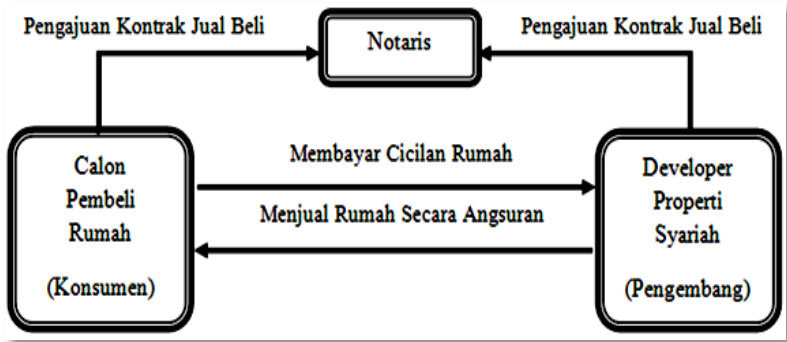 Pengajuan Kontrak Jual Beli
Notaris
Pengajuan Kontrak Jual Beli
Calon
Pembeli
Rumah
(Konsumen)
Membayar Cicilan Rumah
Menjual Rumah Secara Angsuran
Developer
Properti
Syariah
(Pengembang)